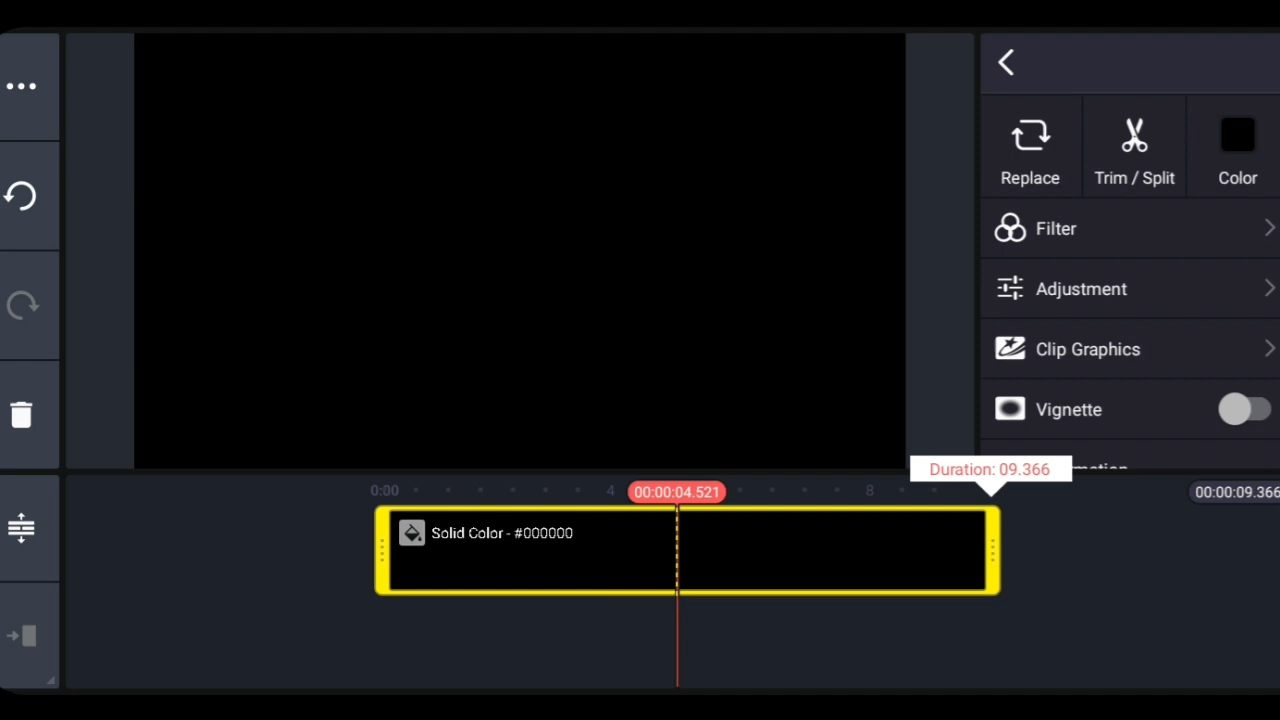 Replace
Trim / Split
Color
Filter
Adjustment
Clip Graphics
Vignette
Duration: 09.366
0:00
4
00:00:04.521
8
00:00:09.366
Solid Color - #000000